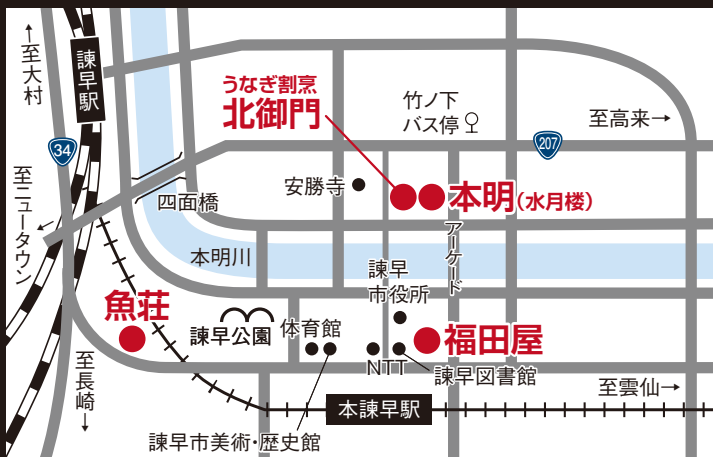 ←至大村
諫早駅
34
至ニュータウン
うなぎ割烹
北御門
竹ノ下
バス停
至高来→
207
安勝寺
本明(水月楼)
四面橋
本明川
アーケード
諫早
市役所
魚荘
諫早公園
体育館
福田屋
NTT
諫早図書館
至長崎→
本諫早駅
至雲仙→
諫早市美術・歴史館